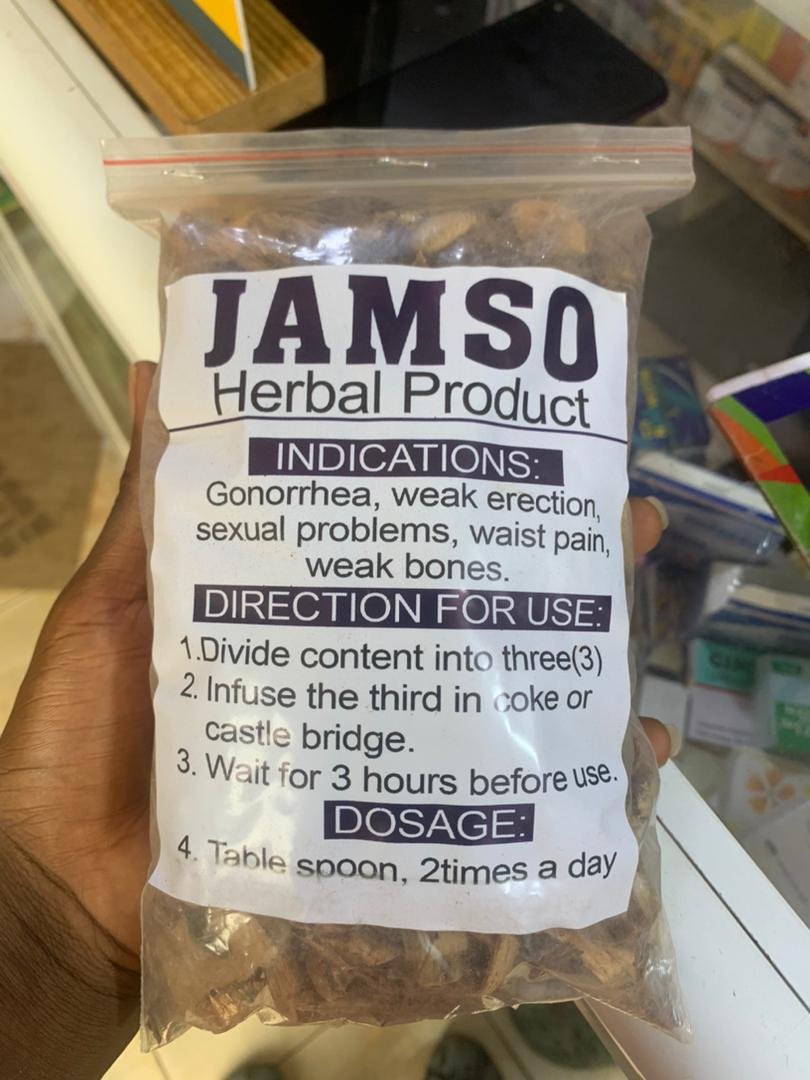 JAMSO
Herbal Product
INDICATIONS:
Gonorrhea, weak erection,
sexual problems, waist pain,
weak bones.
DIRECTION FOR USE:
1.Divide content into three(3)
2. Infuse the third in coke or
castle bridge.
3. Wait for 3 hours before use.
DOSAGE:
4. Table spoon, 2times a day